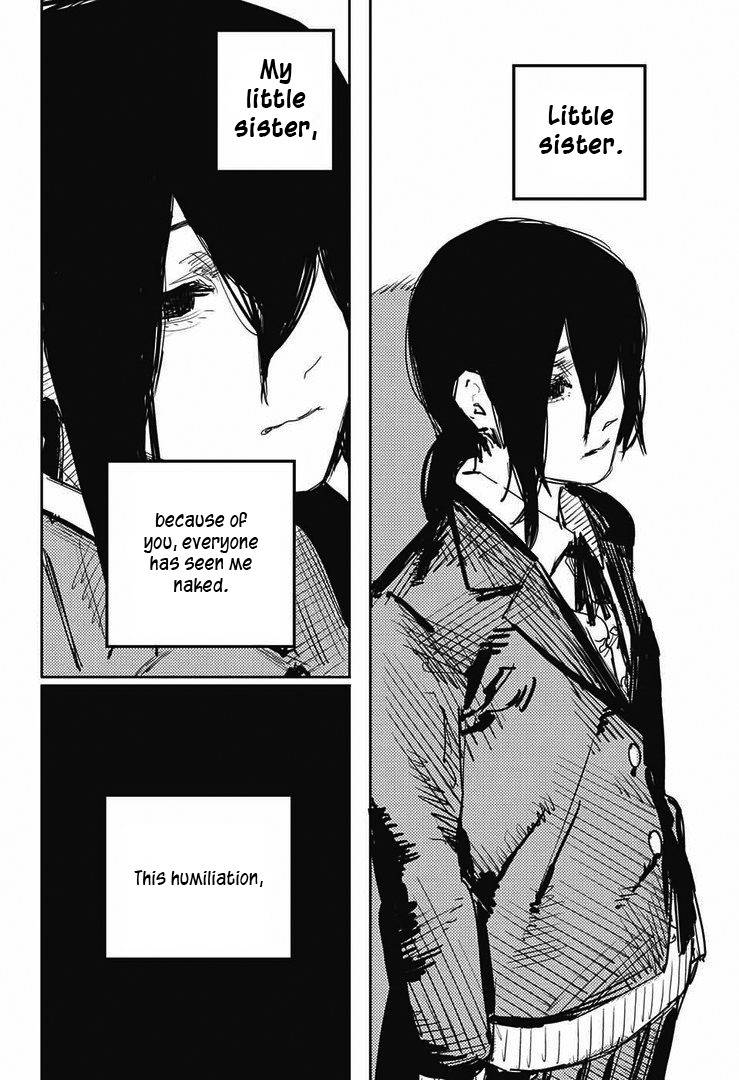 Little
sister.
My
little
sister,
because of
you, everyone
has seen me
naked.
This humiliation,